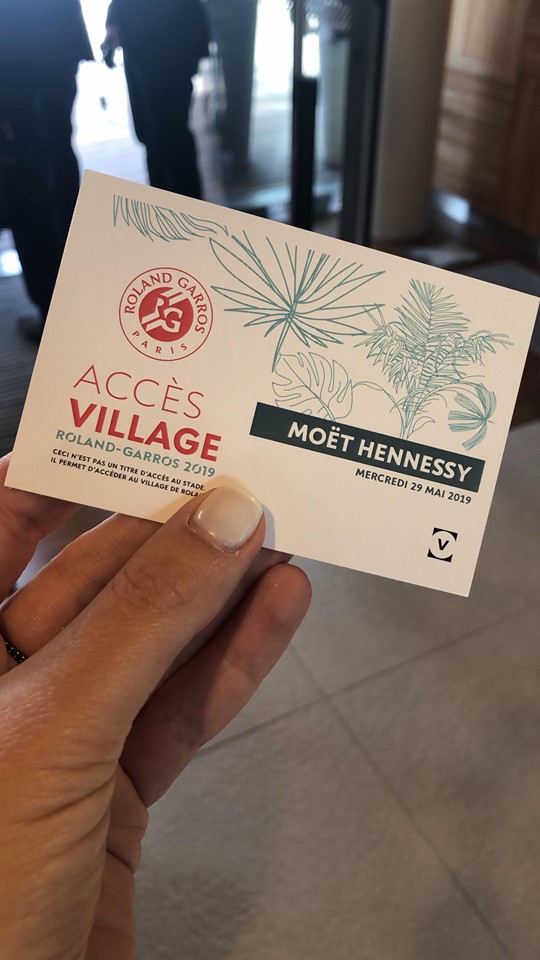 ROLAND GARROS
RG
PARIS
ACCÈS
VILLAGE
ROLAND-GARROS 2019
CECI N'EST PAS UN TITRE D'ACCÈS AU STADE.
IL PERMET D'ACCÉDER AU VILLAGE DE
MOËT HENNESSY
MERCREDI 29 MAI 2019
V